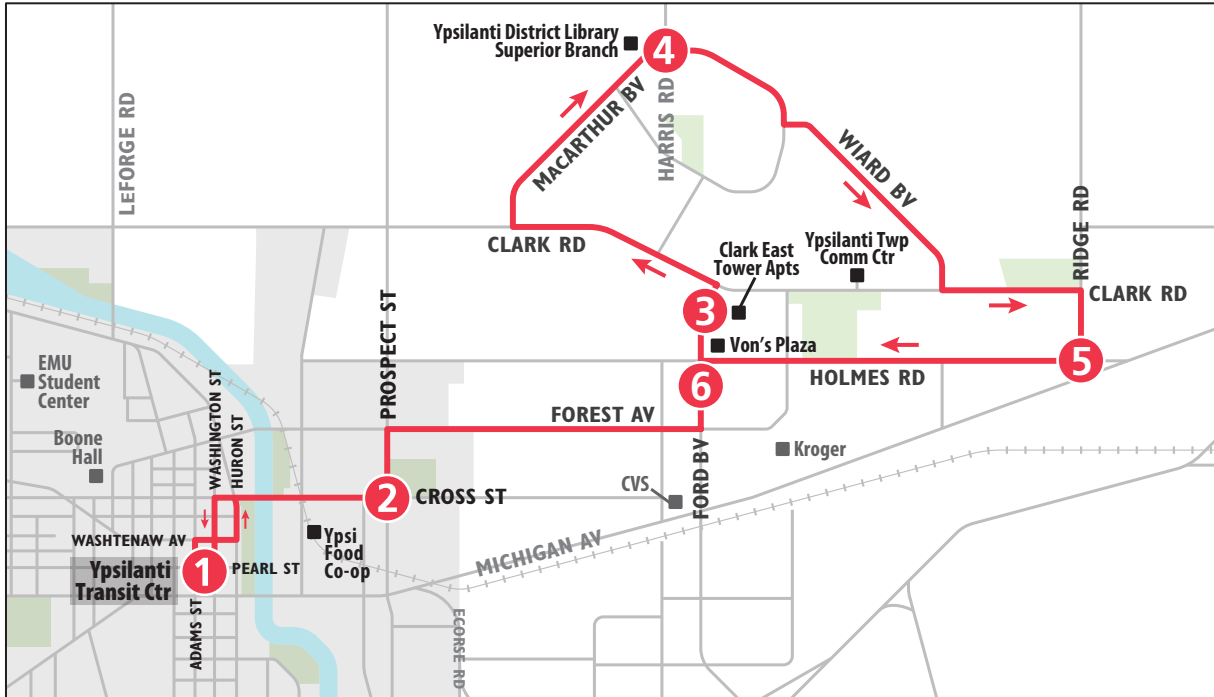 Ypsilanti District Library
Superior Branch
4
LEFORGE RD
MACARTHUR BV
HARRIS RD
WIARD BV
RIDGE RD
CLARK RD
Clark East
Tower Apts
Ypsilanti Twp
Comm Ctr
CLARK RD
3
Von's Plaza
5
HOLMES RD
6
EMU
Student
Center
WASHINGTON ST
HURON ST
PROSPECT ST
FOREST AV
Boone
Hall
Kroger
CVS
FORD BV
2
CROSS ST
WASHTENAW AV
Ypsi
Food
Co-op
MICHIGAN AV
Ypsilanti
Transit Ctr
1
PEARL ST
ADAMS ST
ECORSE RD